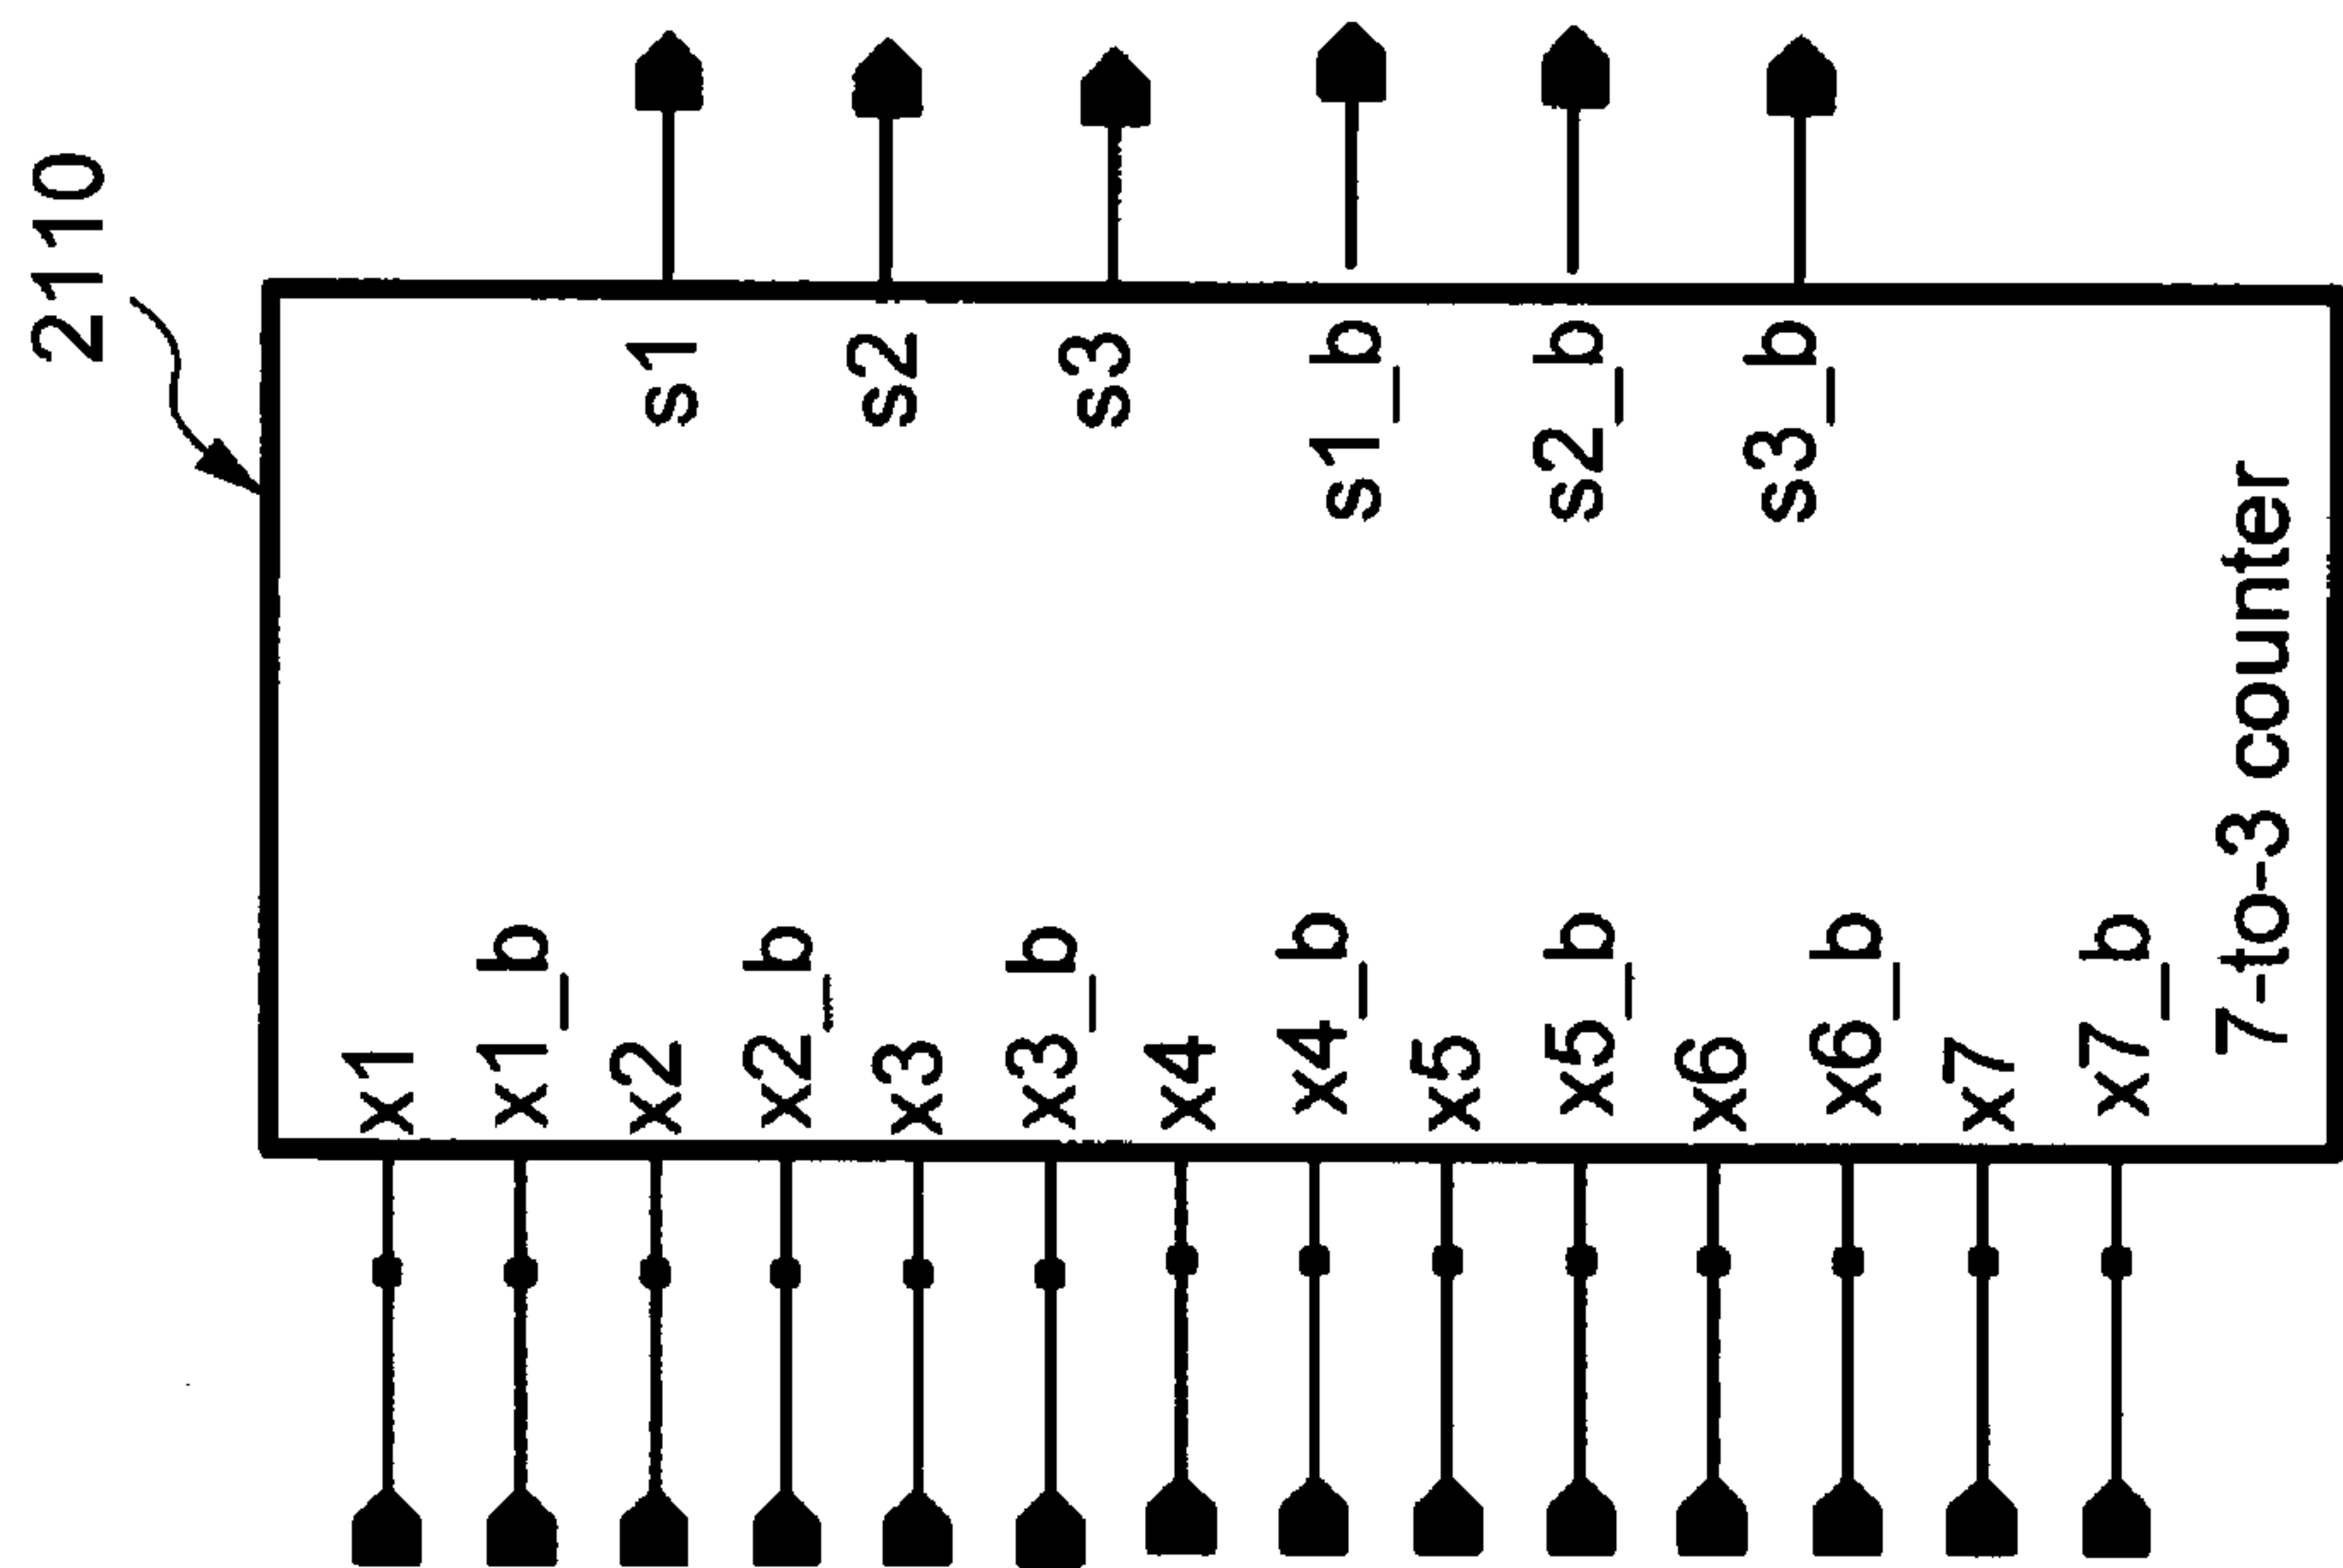 2110
x1
x1_b
x2
x2_b
x3
x3_b
x4
x4_b
x5
x5_b
x6
x6_b
x7
x7_b
s1
s2
s3
s1_b
s2_b
s3_b
7-to-3 counter